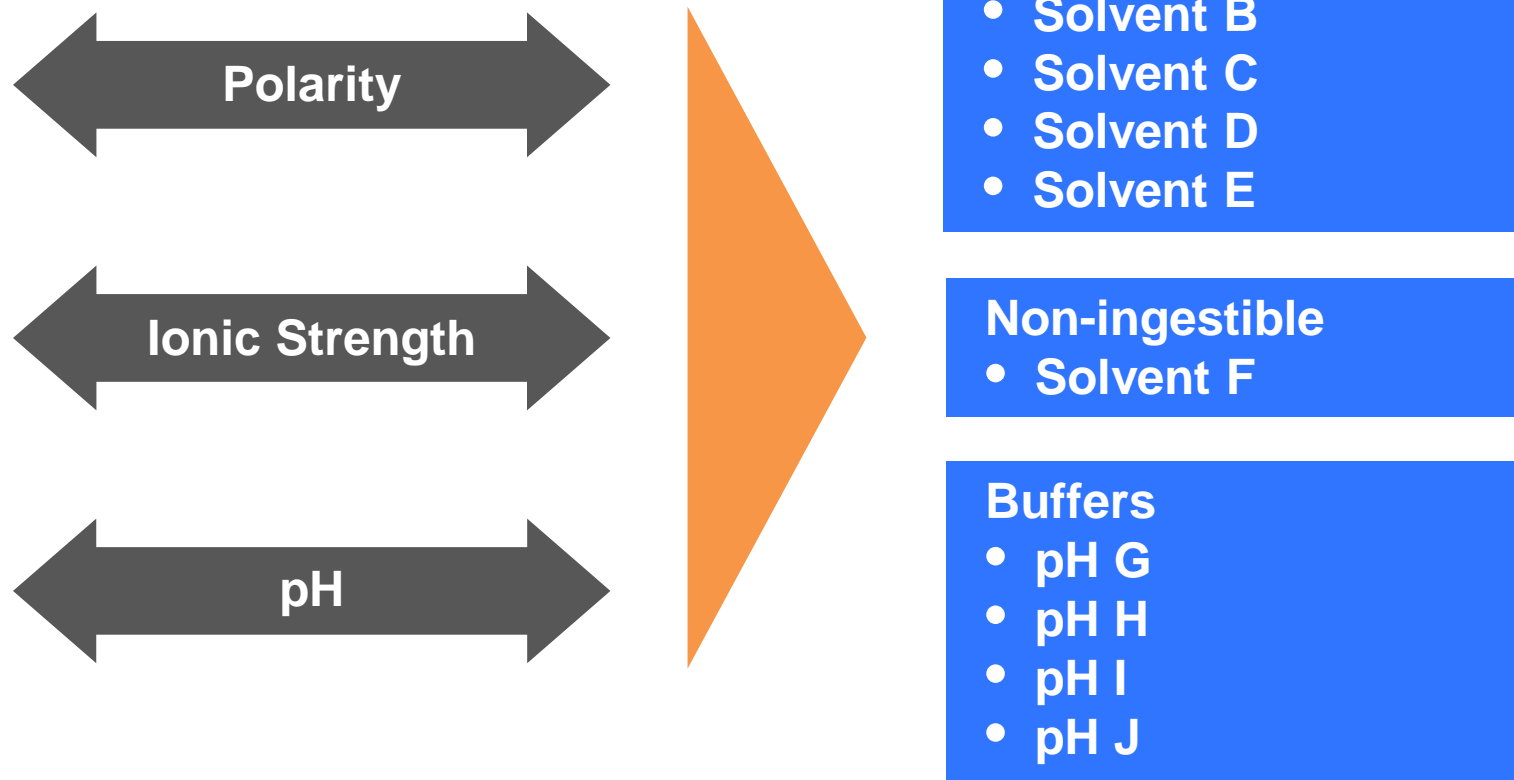 Polarity
Ionic Strength
pH
• Solvent B
• Solvent C
• Solvent D
• Solvent E
Non-ingestible
• Solvent F
Buffers
• pH G
• pH H
• pH I
• pH J